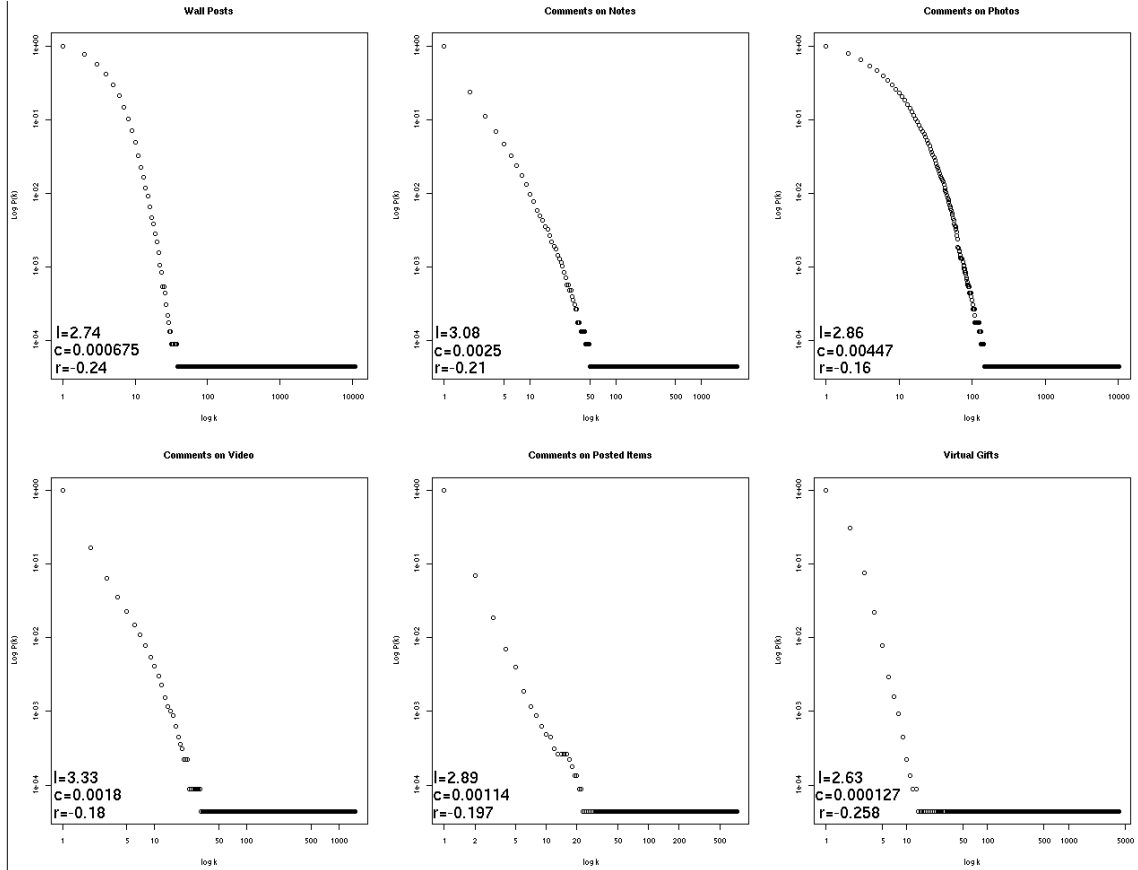 Wall Posts
Log P(k)
1e+00
1e-01
1e-02
1e-03
1e-04
l=2.74
c=0.000675
r=-0.24
1 10 100 1000 10000
log k
Comments on Notes
Log P(k)
1e+00
1e-01
1e-02
1e-03
1e-04
l=3.08
c=0.0025
r=-0.21
1 5 10 50 100 500 1000
log k
Comments on Photos
Log P(k)
1e+00
1e-01
1e-02
1e-03
1e-04
l=2.86
c=0.00447
r=-0.16
1 10 100 1000 10000
log k
Comments on Video
Log P(k)
1e+00
1e-01
1e-02
1e-03
1e-04
l=3.33
c=0.0018
r=-0.18
1 5 10 50 100 500 1000
log k
Comments on Posted Items
Log P(k)
1e+00
1e-01
1e-02
1e-03
1e-04
l=2.89
c=0.00114
r=-0.197
1 2 5 10 20 50 100 200 500
log k
Virtual Gifts
Log P(k)
1e+00
1e-01
1e-02
1e-03
1e-04
l=2.63
c=0.000127
r=-0.258
1 5 10 50 100 500 1000 5000
log k